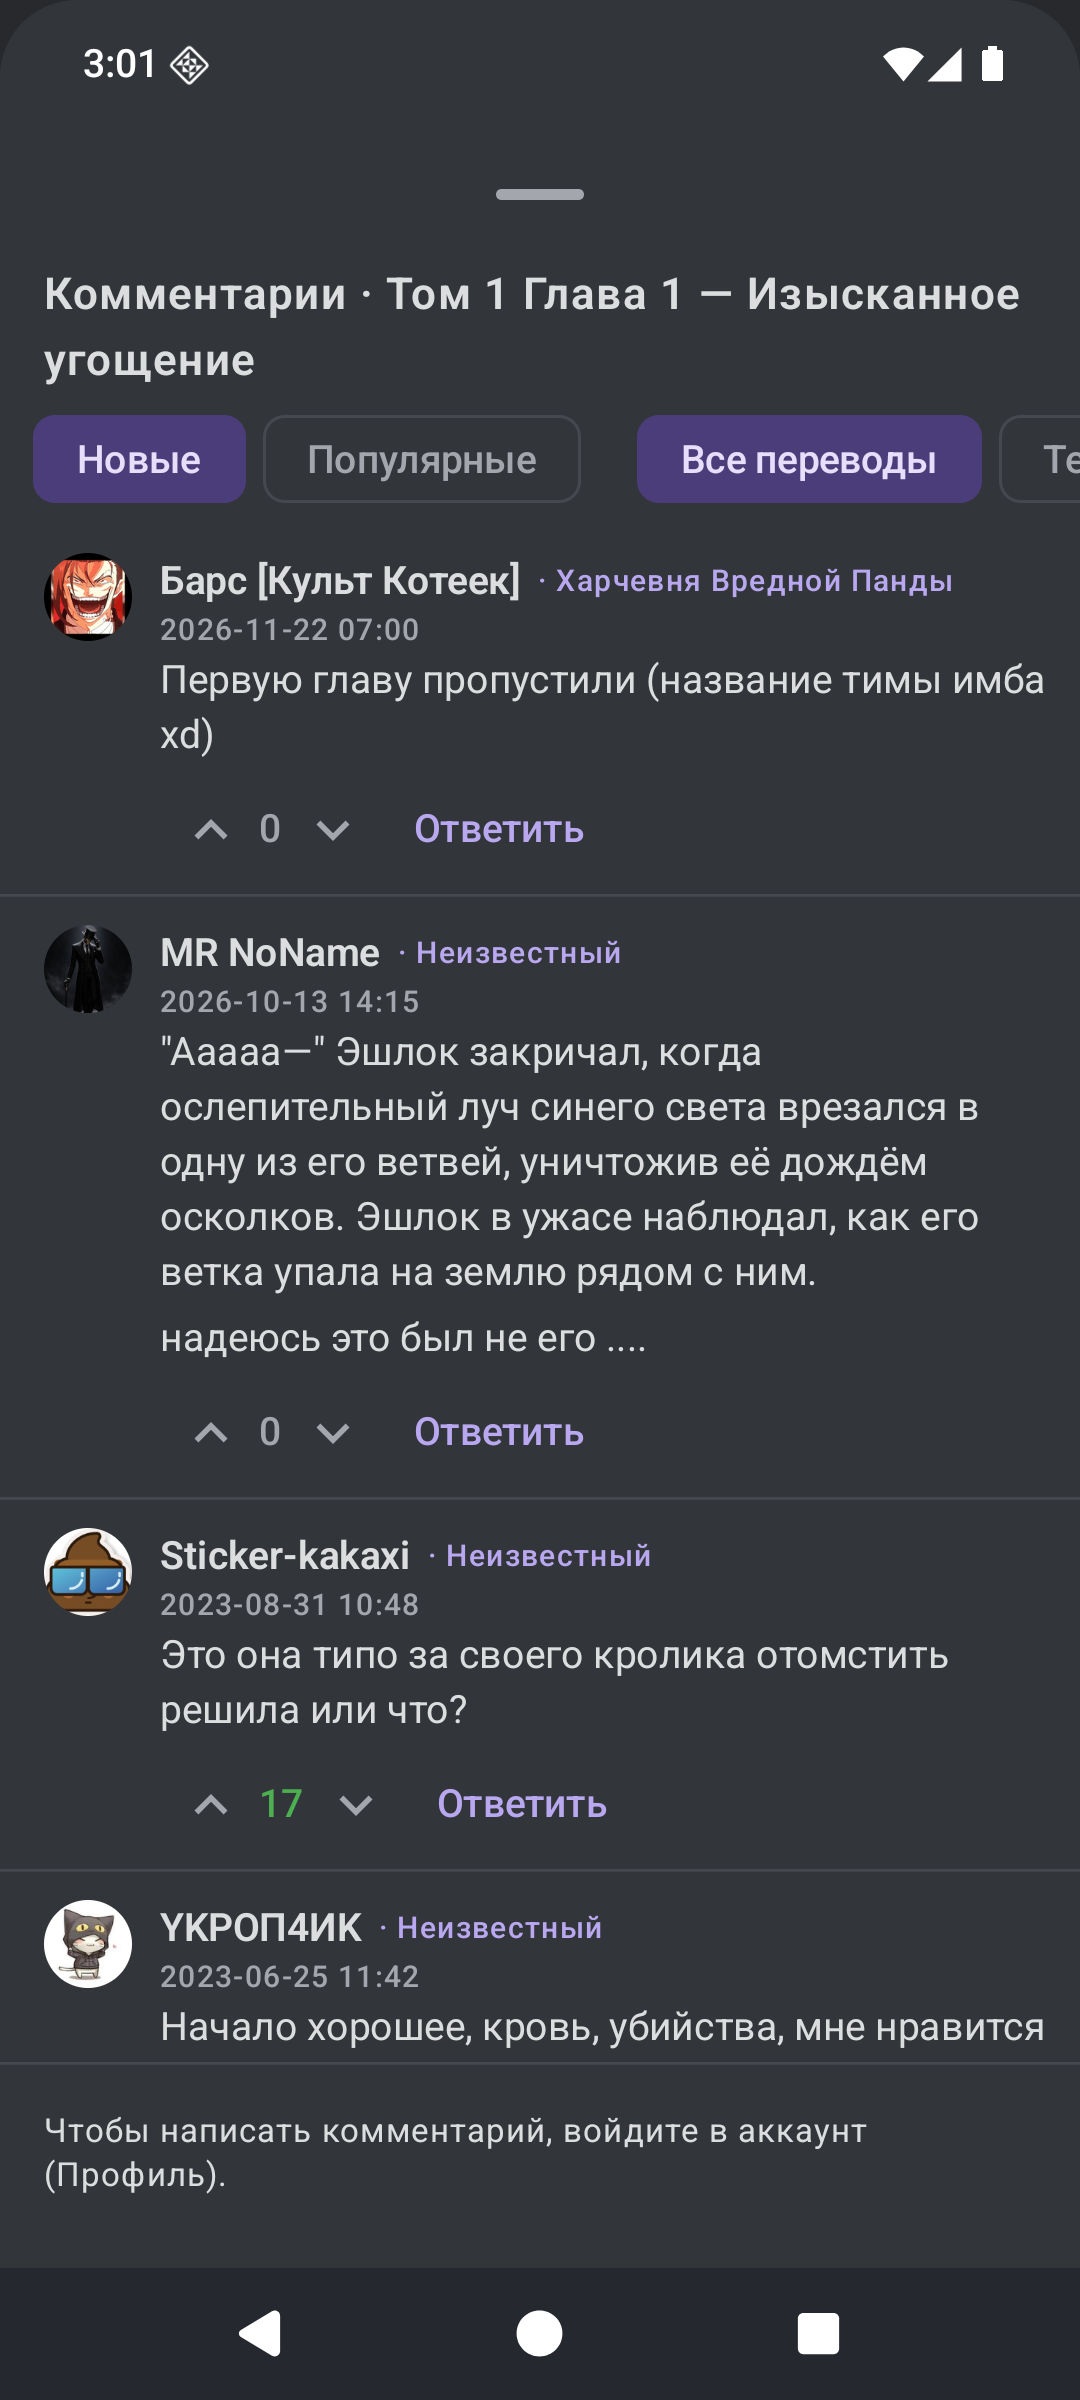 3:01
Комментарии · Том 1 Глава 1 — Изысканное
угощение
Новые
Популярные
Все переводы
Те
Барс [Культ Котеек] · Харчевня Вредной Панды
2026-11-22 07:00
Первую главу пропустили (название тимы имба
xd)
0
Ответить
MR NoName · Неизвестный
2026-10-13 14:15
"Ааааа—" Эшлок закричал, когда
ослепительный луч синего света врезался в
одну из его ветвей, уничтожив её дождём
осколков. Эшлок в ужасе наблюдал, как его
ветка упала на землю рядом с ним.
надеюсь это был не его ....
0
Ответить
Sticker-kakaxi · Неизвестный
2023-08-31 10:48
Это она типо за своего кролика отомстить
решила или что?
17
Ответить
YKPOП4ИK · Неизвестный
2023-06-25 11:42
Начало хорошее, кровь, убийства, мне нравится
Чтобы написать комментарий, войдите в аккаунт
(Профиль).